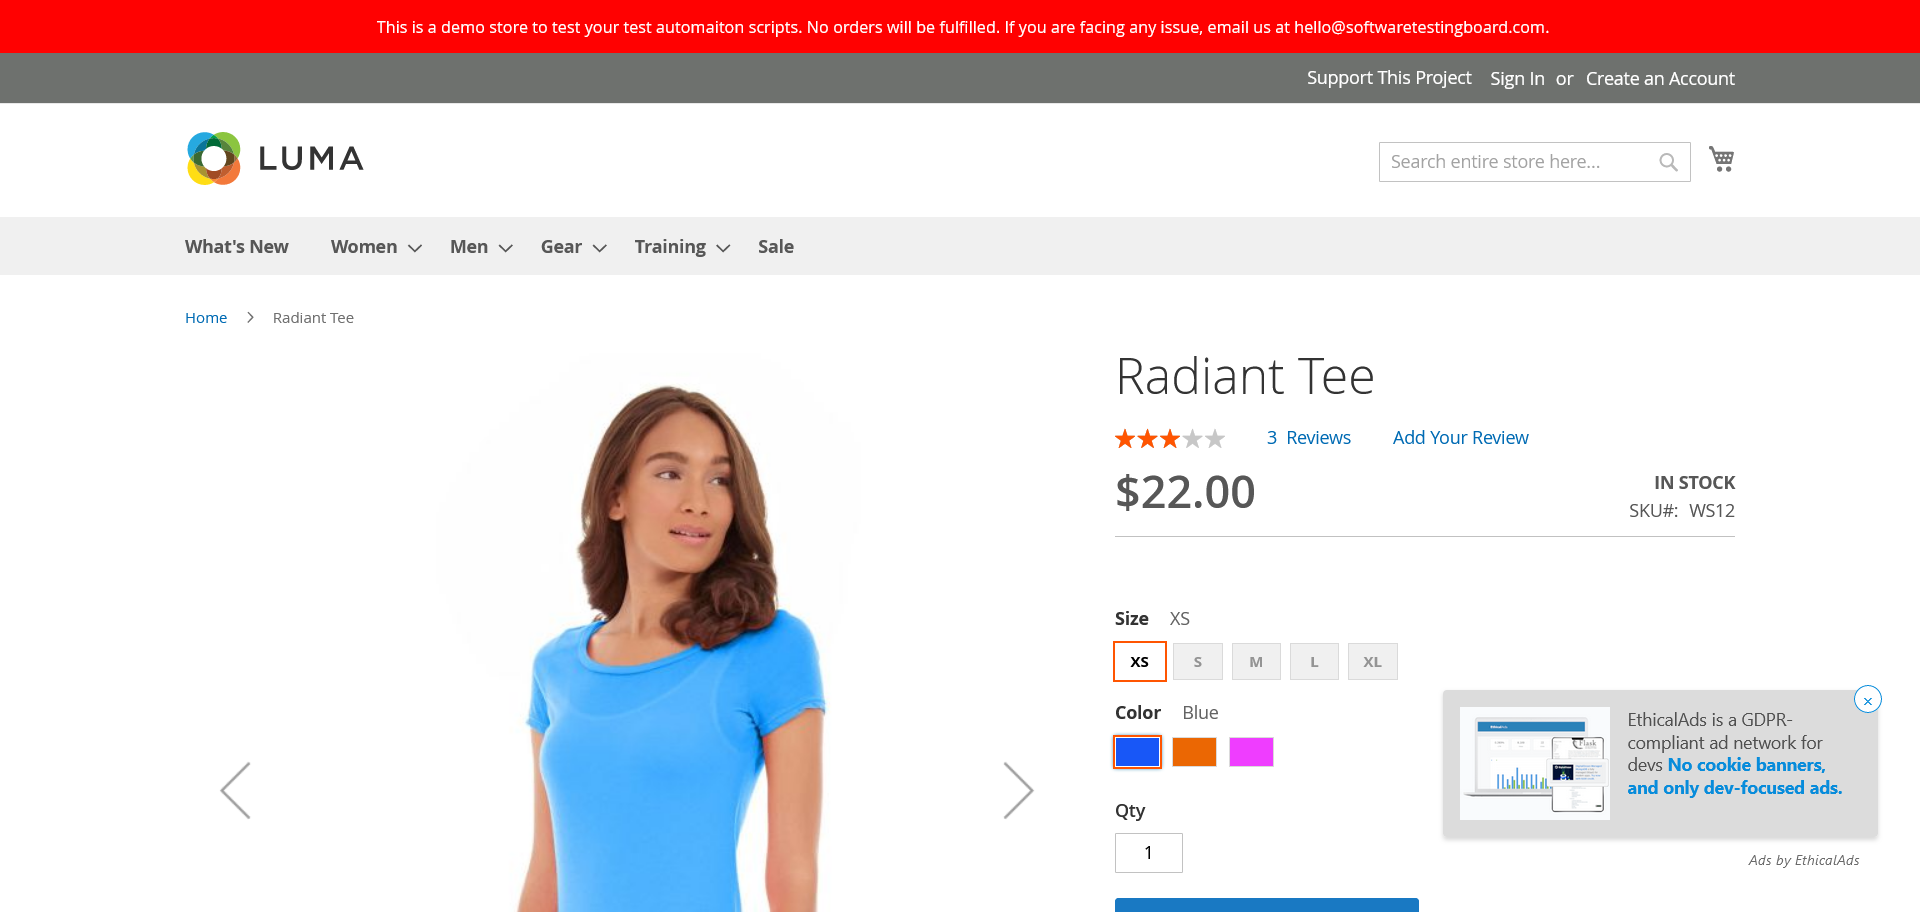 This is a demo store to test your test automaiton scripts. No orders will be fulfilled. If you are facing any issue, email us at hello@softwaretestingboard.com.
Support This Project Sign In or Create an Account
LUMA
Search entire store here...
What's New Women Men Gear Training Sale
Home Radiant Tee
Radiant Tee
3 Reviews Add Your Review
$22.00
IN STOCK
SKU#: WS12
Size XS
XS S M L XL
Color Blue
Qty
1
EthicalAds is a GDPR-
compliant ad network for
devs No cookie banners,
and only dev-focused ads.
Ads by EthicalAds